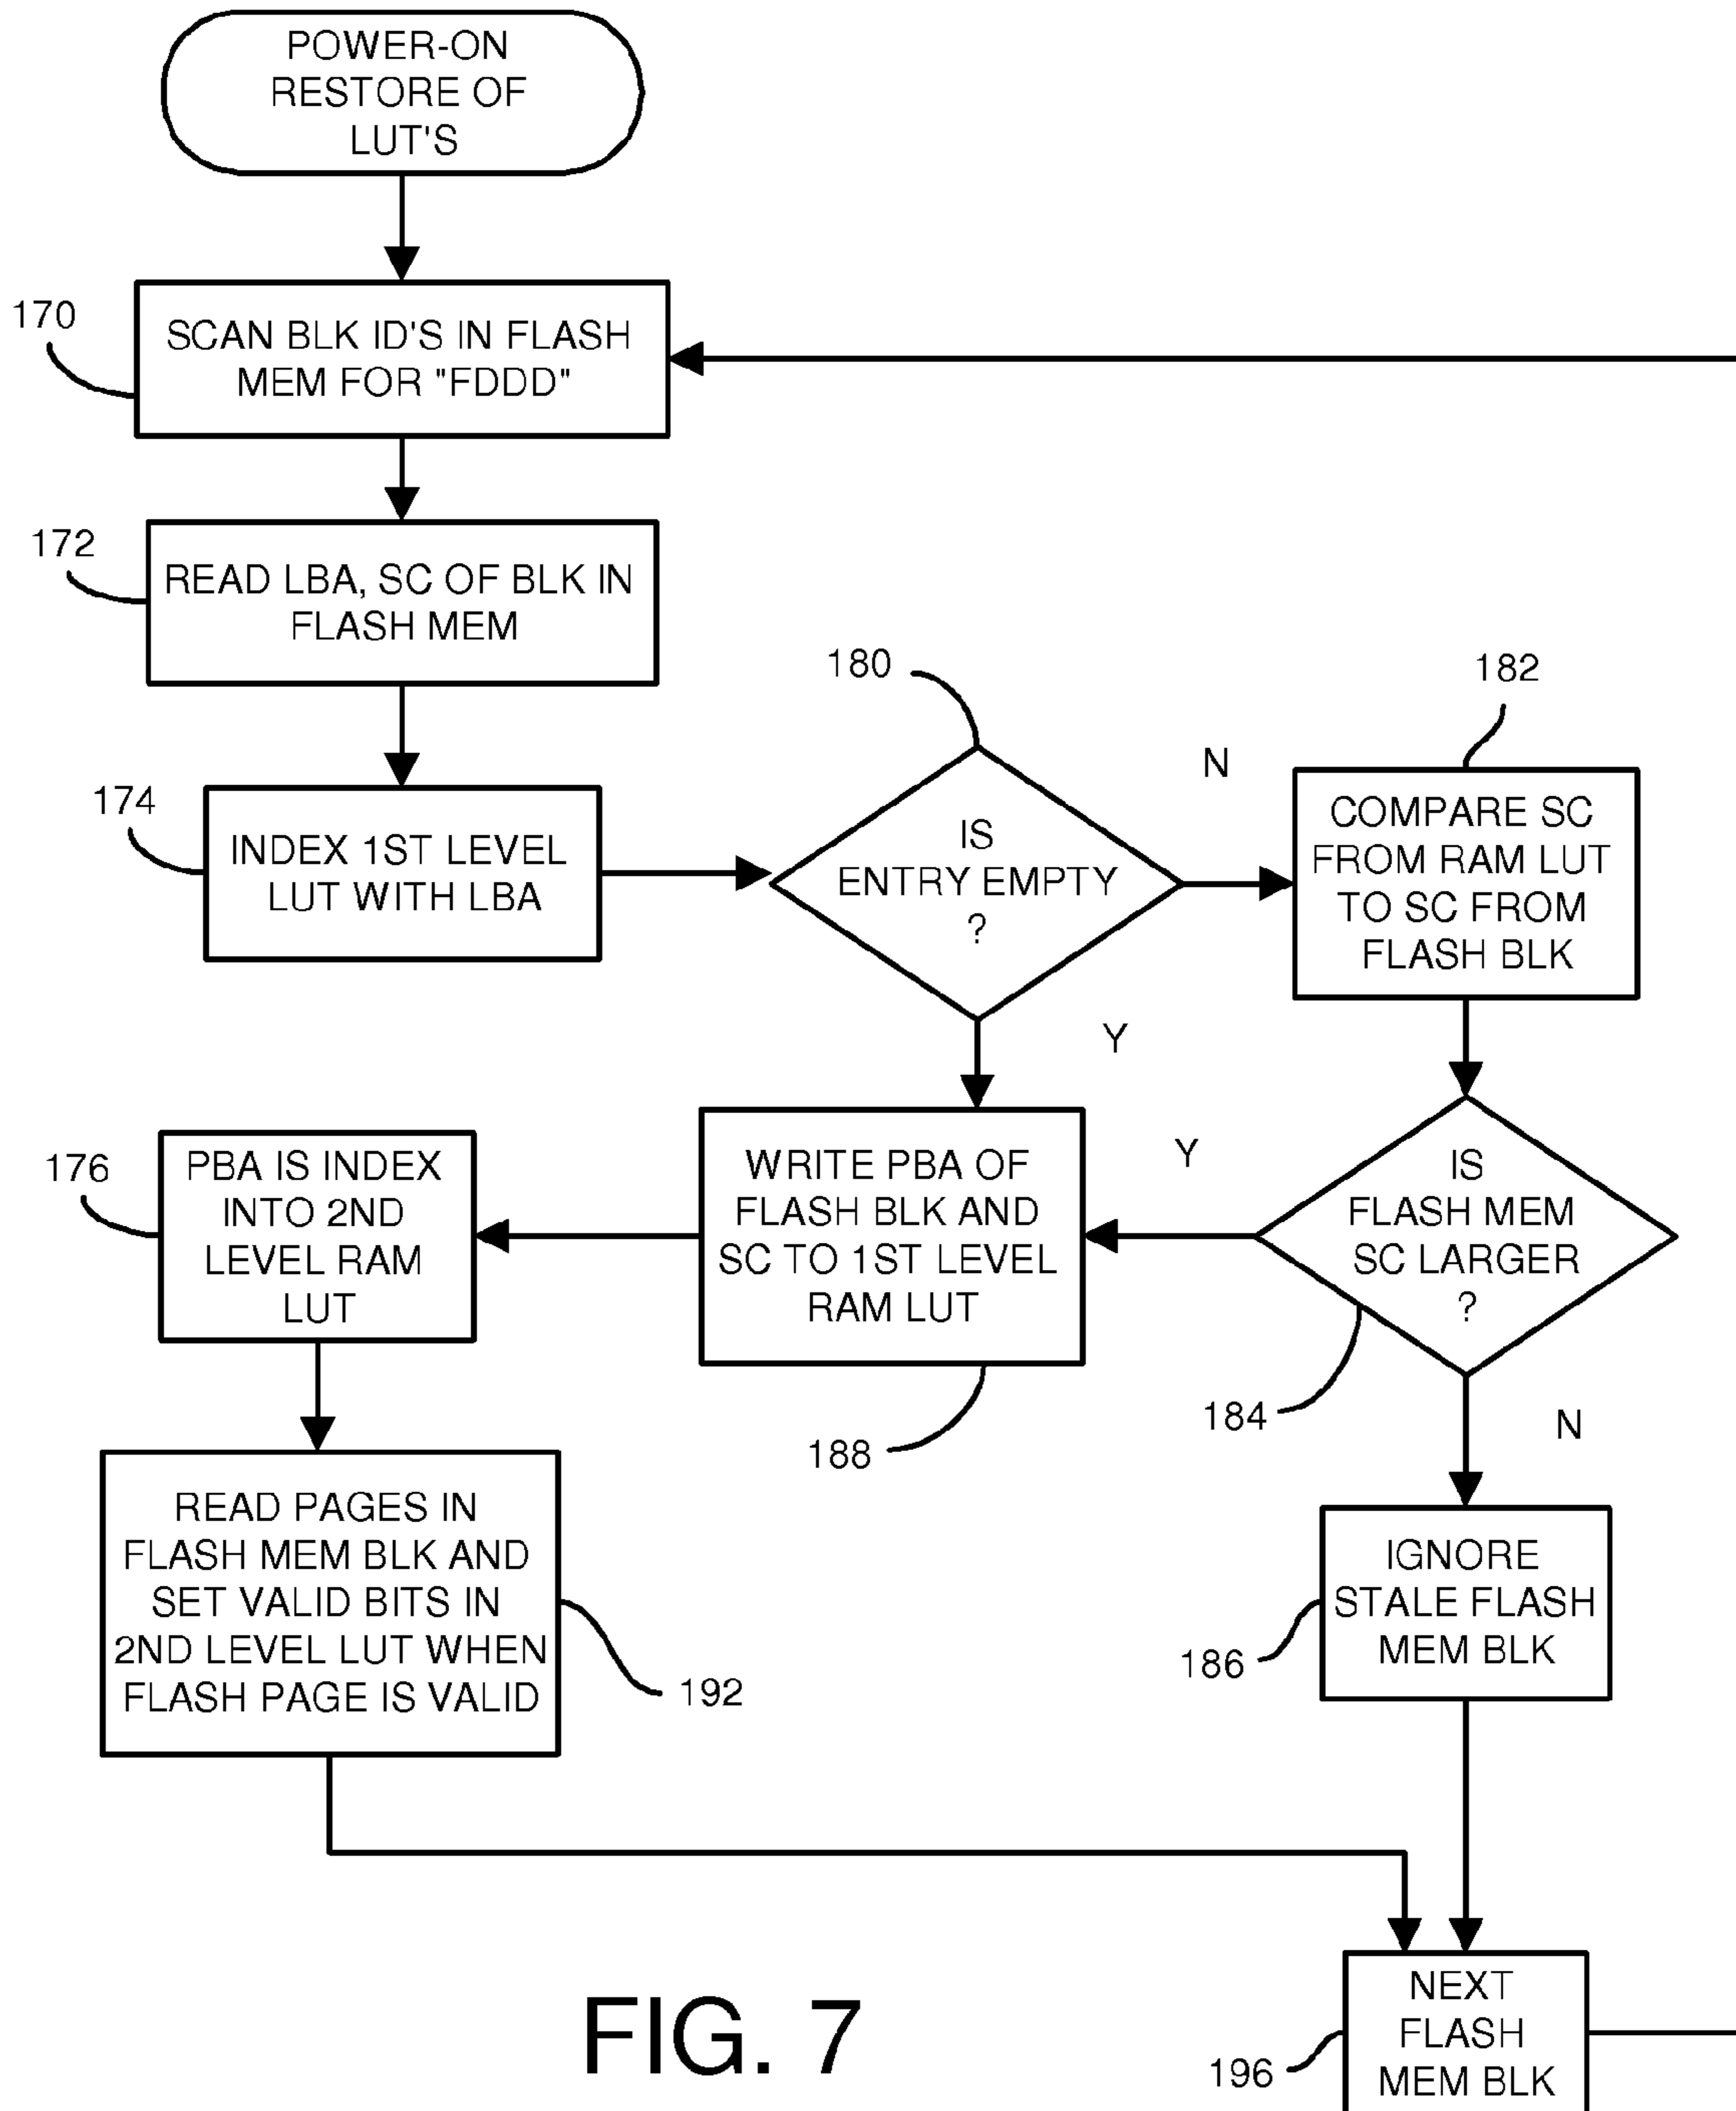 POWER-ON
RESTORE OF
LUT'S
170
SCAN BLK ID'S IN FLASH
MEM FOR "FDDD"
172
READ LBA, SC OF BLK IN
FLASH MEM
174
INDEX 1ST LEVEL
LUT WITH LBA
180
IS
ENTRY EMPTY
?
N
Y
182
COMPARE SC
FROM RAM LUT
TO SC FROM
FLASH BLK
184
IS
FLASH MEM
SC LARGER
?
Y
N
188
WRITE PBA OF
FLASH BLK AND
SC TO 1ST LEVEL
RAM LUT
176
PBA IS INDEX
INTO 2ND
LEVEL RAM
LUT
READ PAGES IN
FLASH MEM BLK AND
SET VALID BITS IN
2ND LEVEL LUT WHEN
FLASH PAGE IS VALID
192
186
IGNORE
STALE FLASH
MEM BLK
196
NEXT
FLASH
MEM BLK
FIG. 7